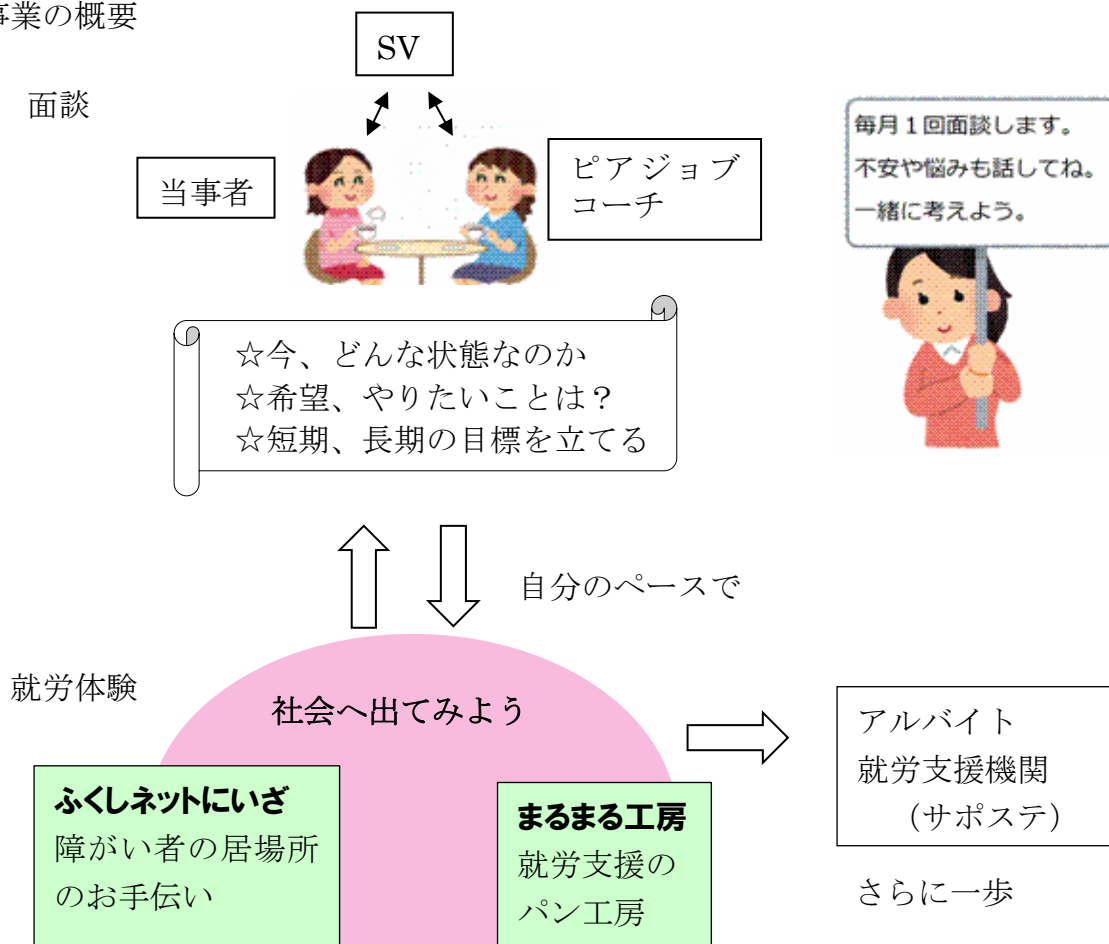 事業の概要
SV
面談
当事者
ピアジョブ
コーチ
毎月1回面談します。
不安や悩みも話してね。
一緒に考えよう。
☆今、どんな状態なのか
☆希望、やりたいことは？
☆短期、長期の目標を立てる
自分のペースで
就労体験
社会へ出てみよう
ふくしネットにいざ
障がい者の居場所
のお手伝い
まるまる工房
就労支援の
パン工房
アルバイト
就労支援機関
（サポステ）
さらに一歩